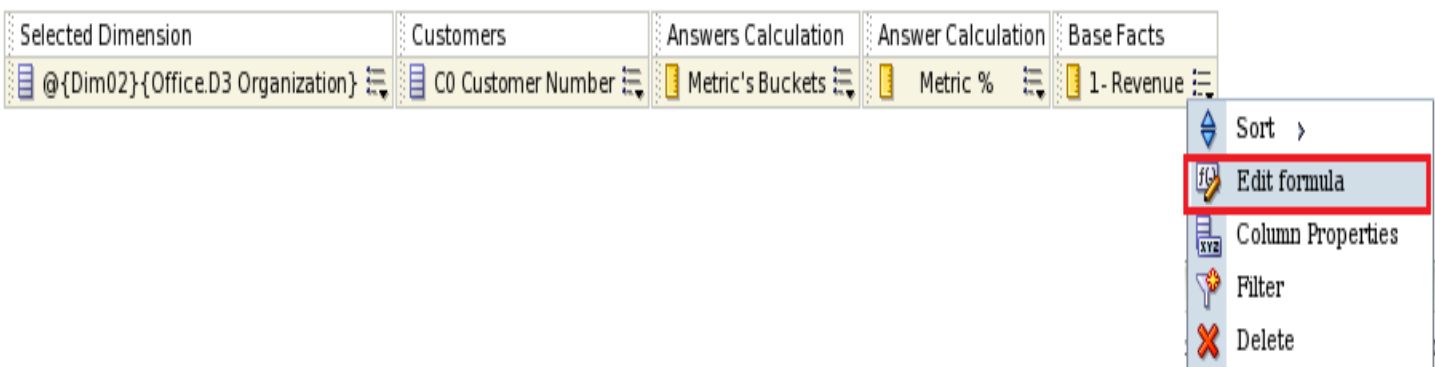 Selected Dimension Customers Answers Calculation Answer Calculation Base Facts
@{Dim02}{Office.D3 Organization} C0 Customer Number Metric's Buckets Metric % 1- Revenue
Sort
f(..) Edit formula
XYZ Column Properties
Filter
Delete